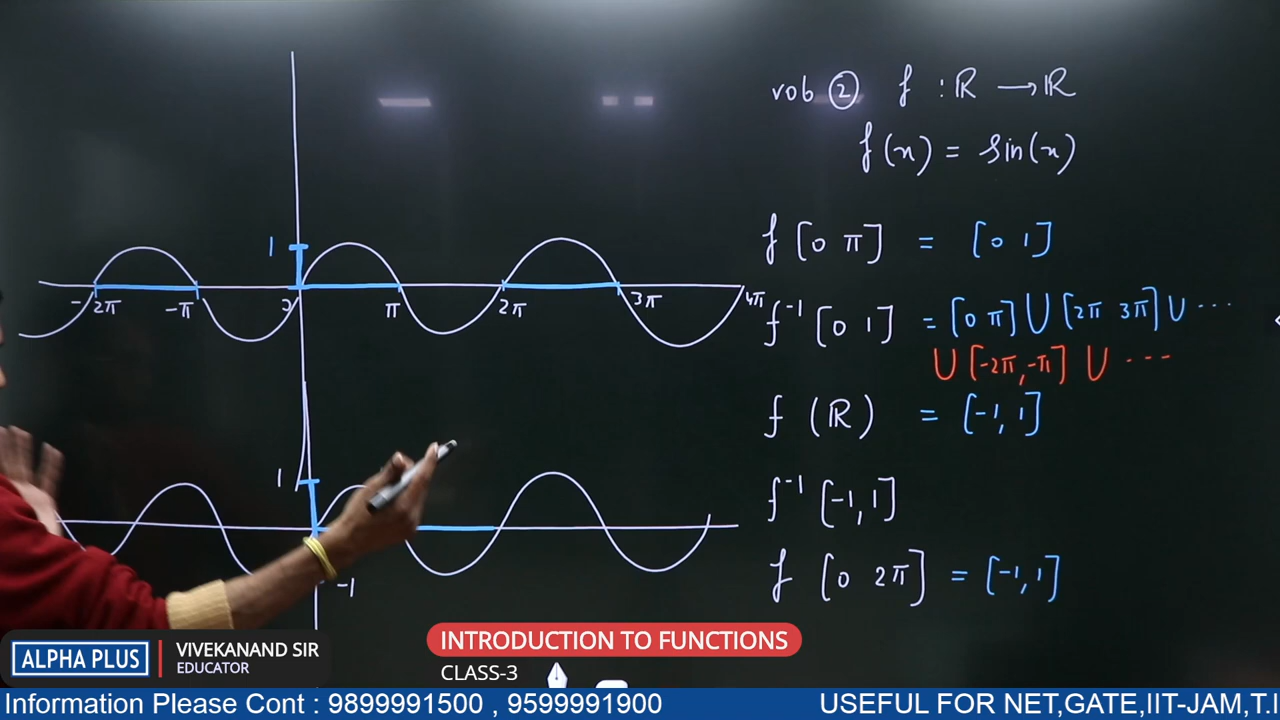 rob ② f : ℝ → ℝ
f(x) = Sin(x)
f [0 π] = [0 1]
f⁻¹ [0 1] = [0 π] ∪ [2π 3π] ∪ ...
∪ [-2π, -π] ∪ ...
f (ℝ) = [-1, 1]
f⁻¹ [-1, 1]
f [0 2π] = [-1, 1]
1
-2π -π π 2π 3π 4π
1
-1
ALPHA PLUS
VIVEKANAND SIR
EDUCATOR
INTRODUCTION TO FUNCTIONS
CLASS-3
Information Please Cont : 9899991500 , 9599991900
USEFUL FOR NET,GATE,IIT-JAM,T.I